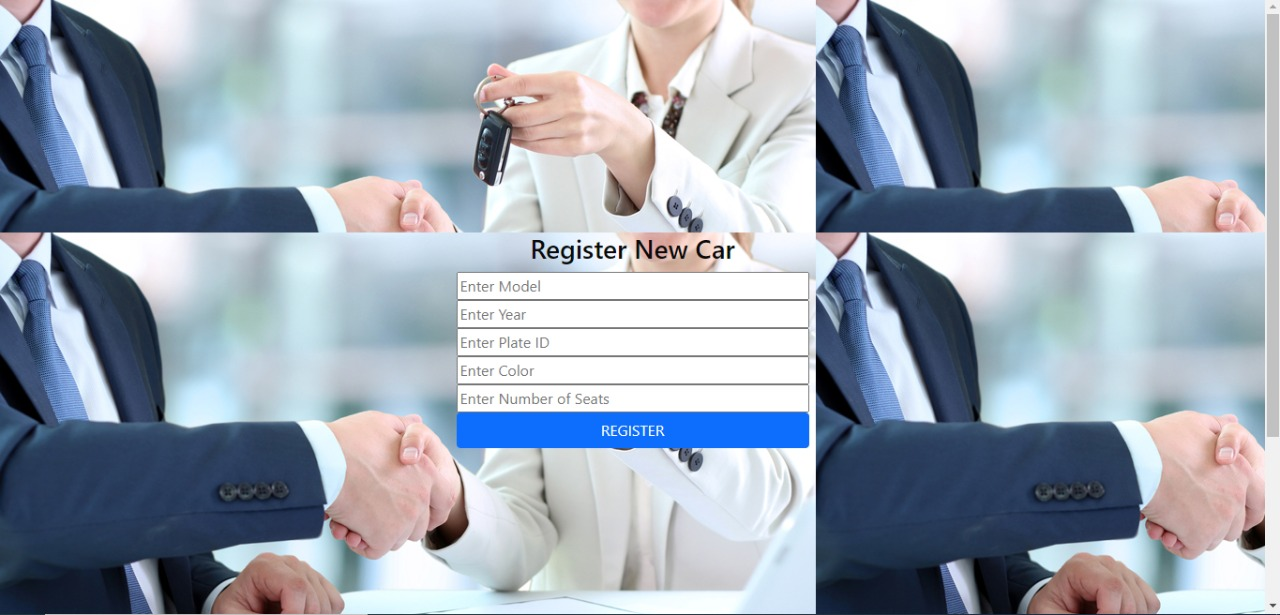 Register New Car
Enter Model
Enter Year
Enter Plate ID
Enter Color
Enter Number of Seats
REGISTER